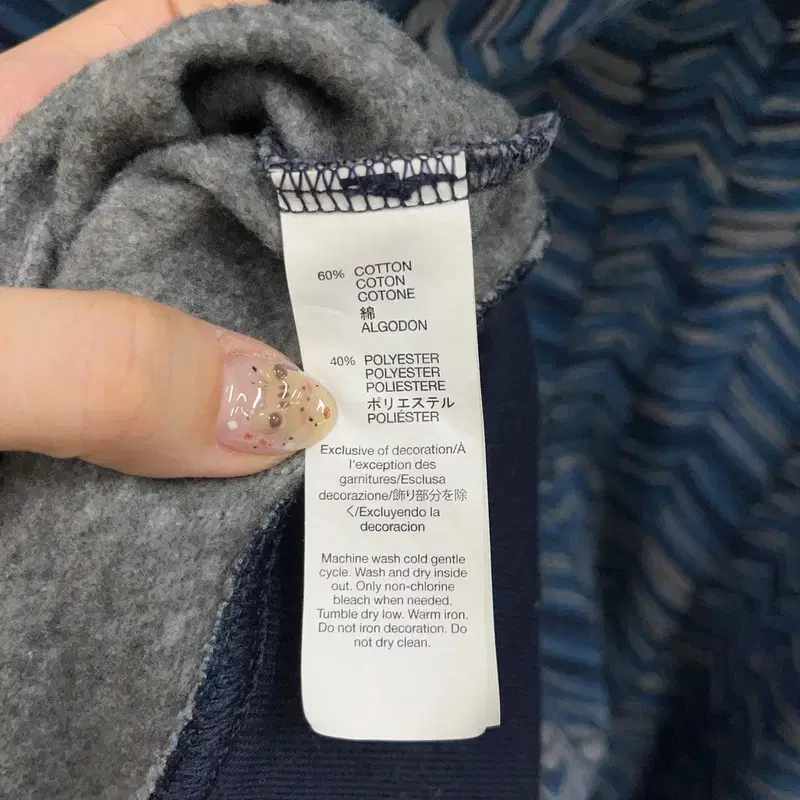 60% COTTON
COTON
COTONE
綿
ALGODON
40% POLYESTER
POLYESTER
POLIESTERE
ポリエステル
POLIÉSTER
Exclusive of decoration/À
l'exception des
garnitures/Esclusa
decorazione/飾り部分を除
く/Excluyendo la
decoracion
Machine wash cold gentle
cycle. Wash and dry inside
out. Only non-chlorine
bleach when needed.
Tumble dry low. Warm iron.
Do not iron decoration. Do
not dry clean.